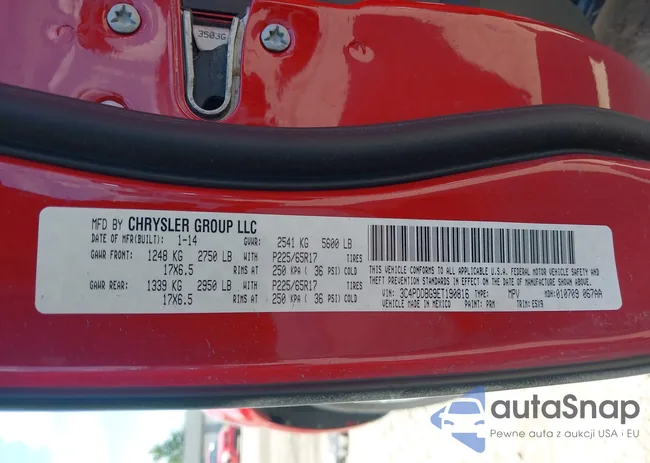 3503G
MFD BY CHRYSLER GROUP LLC
DATE OF MFR(BUILT): 1-14 GVWR: 2541 KG 5600 LB
GAWR FRONT: 1248 KG 2750 LB WITH P225/65R17 TIRES
17X6.5 RIMS AT 250 KPA ( 36 PSI) COLD
GAWR REAR: 1339 KG 2950 LB WITH P225/65R17 TIRES
17X6.5 RIMS AT 250 KPA ( 36 PSI) COLD
THIS VEHICLE CONFORMS TO ALL APPLICABLE U.S.A. FEDERAL MOTOR VEHICLE SAFETY AND
THEFT PREVENTION STANDARDS IN EFFECT ON THE DATE OF MANUFACTURE SHOWN ABOVE
VIN: 3C4PDDBG9ET190816 TYPE: MPV MDH: 010709 067AA
VEHICLE MADE IN MEXICO PAINT: PRM TRIM: E5X9
autaSnap
Pewne auta z aukcji USA i EU